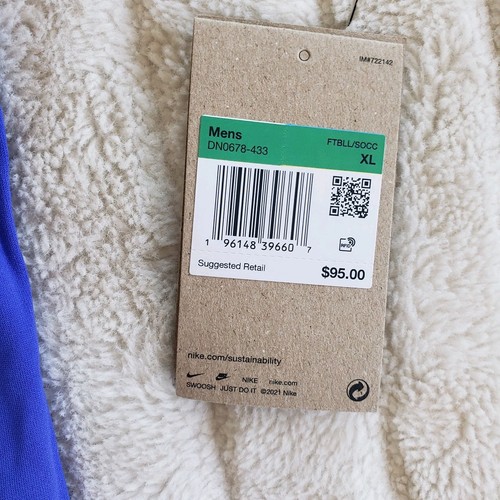 IM#722142
Mens
FTBLL/SOCC
DN0678-433
XL
1 96148 39660 7
Suggested Retail
$95.00
nike.com/sustainability
NIKE nike.com
SWOOSH JUST DO IT ©2021 Nike